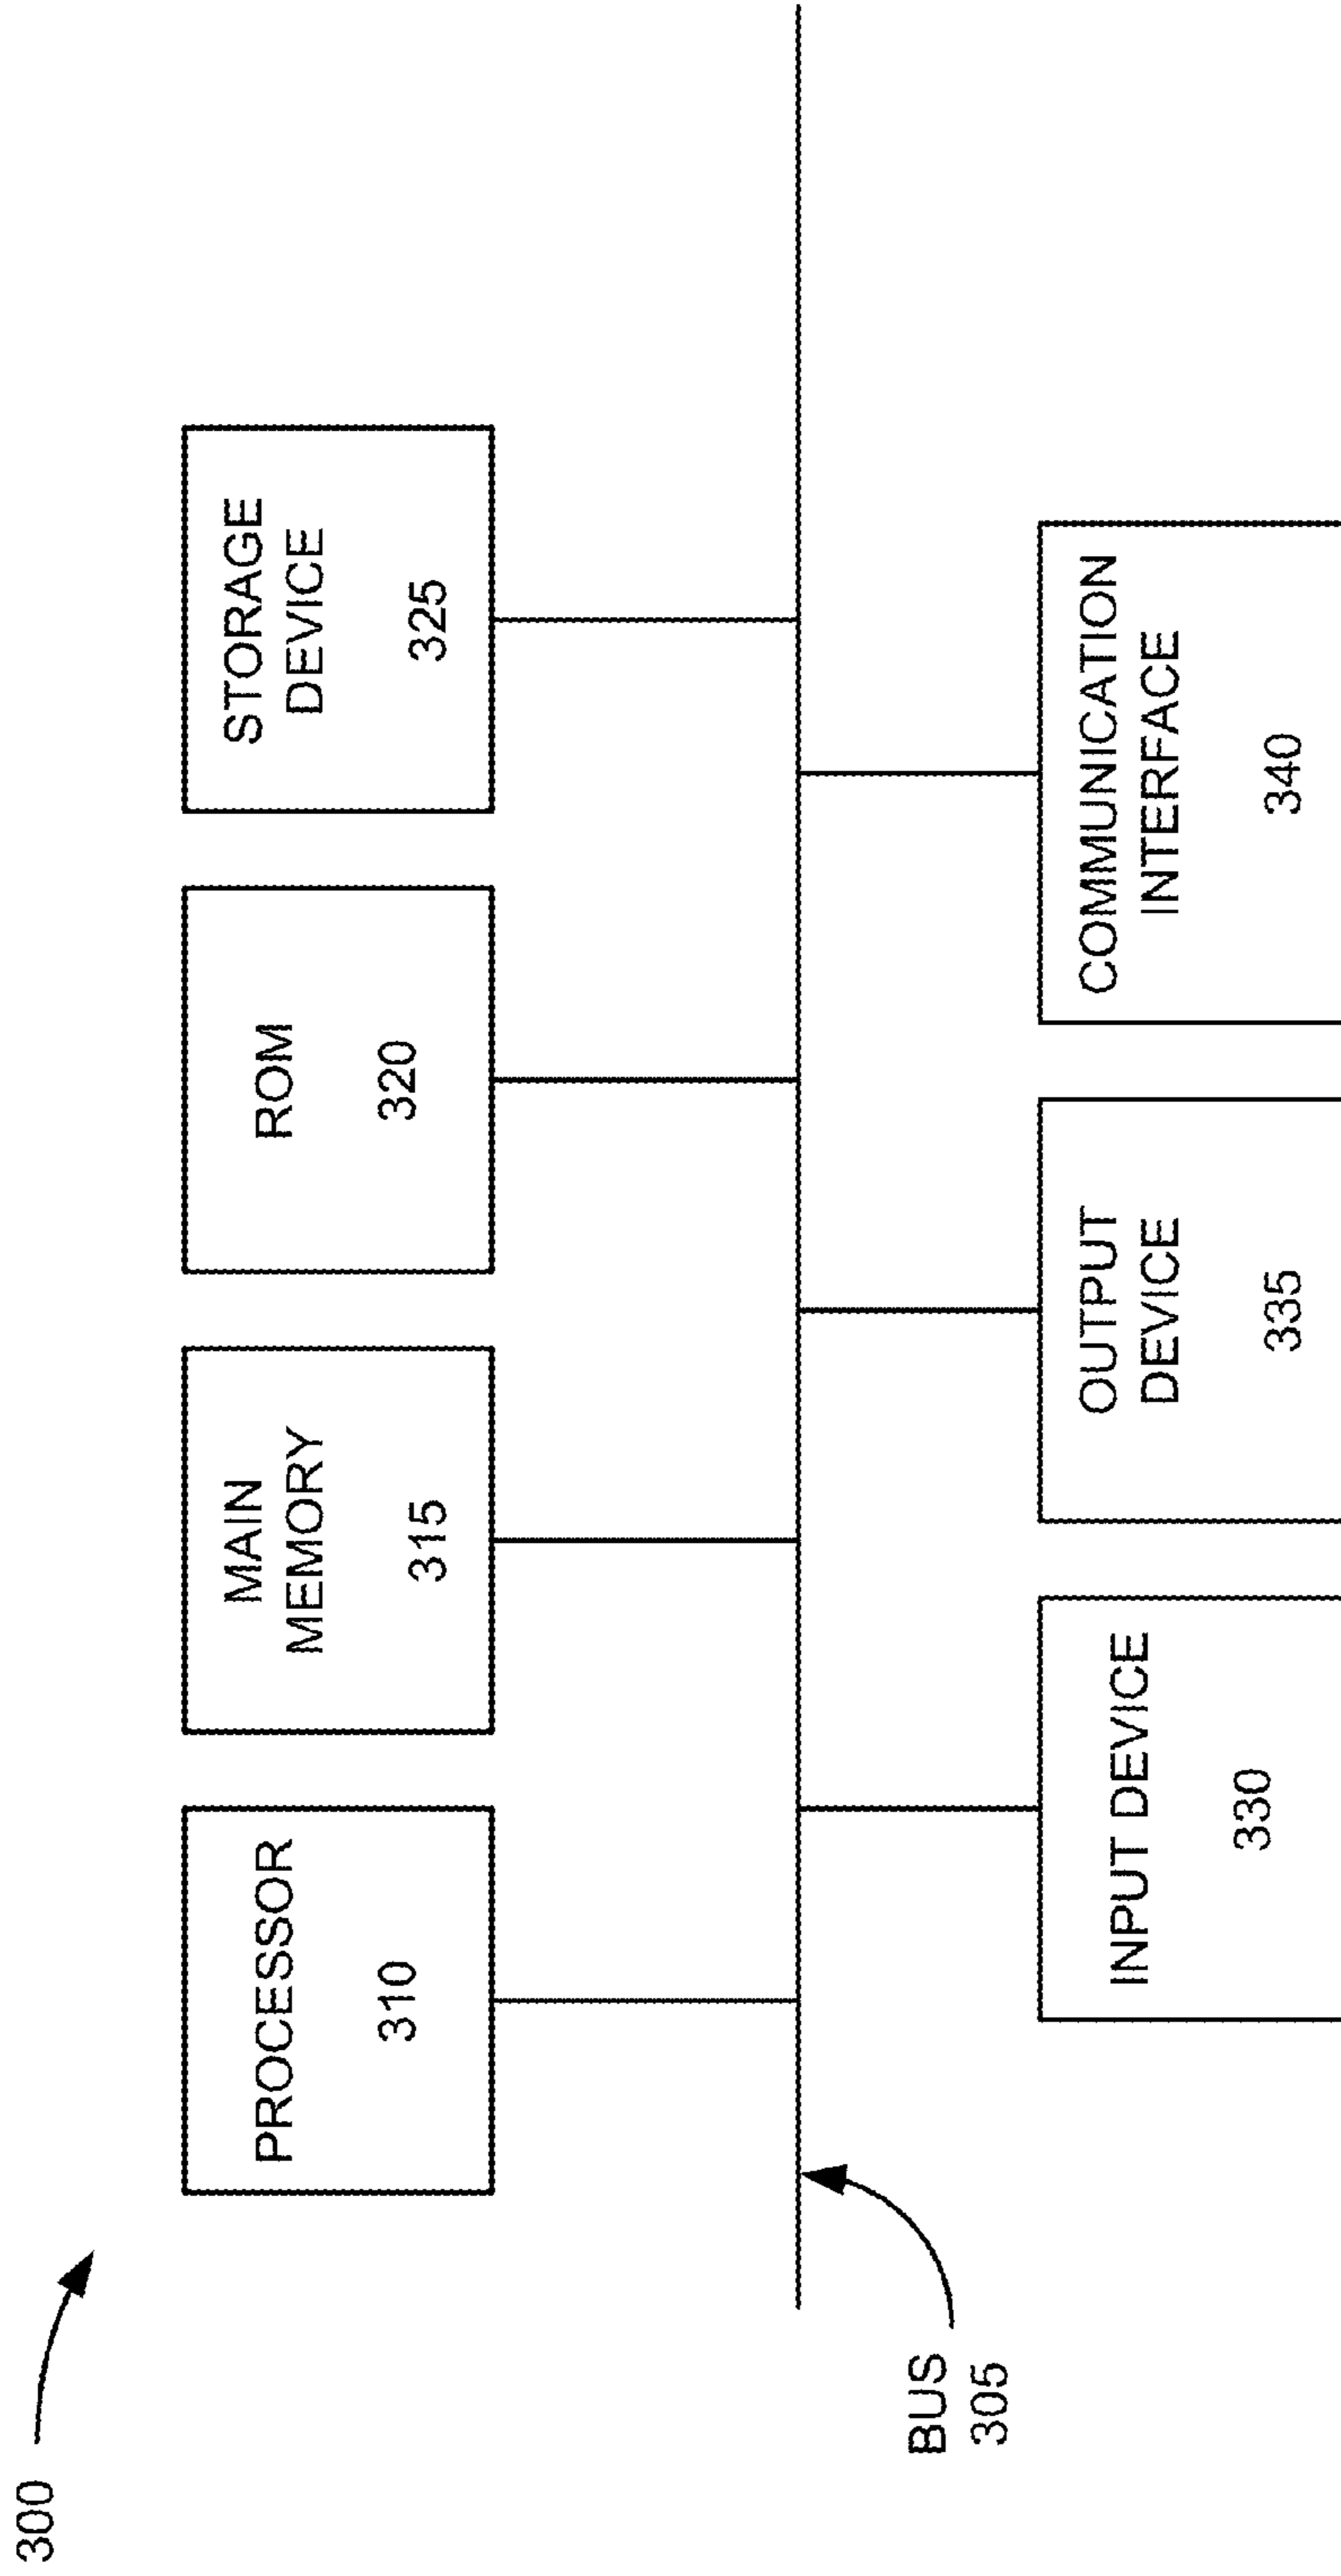 300
PROCESSOR
310
MAIN
MEMORY
315
ROM
320
STORAGE
DEVICE
325
BUS
305
INPUT DEVICE
330
OUTPUT
DEVICE
335
COMMUNICATION
INTERFACE
340